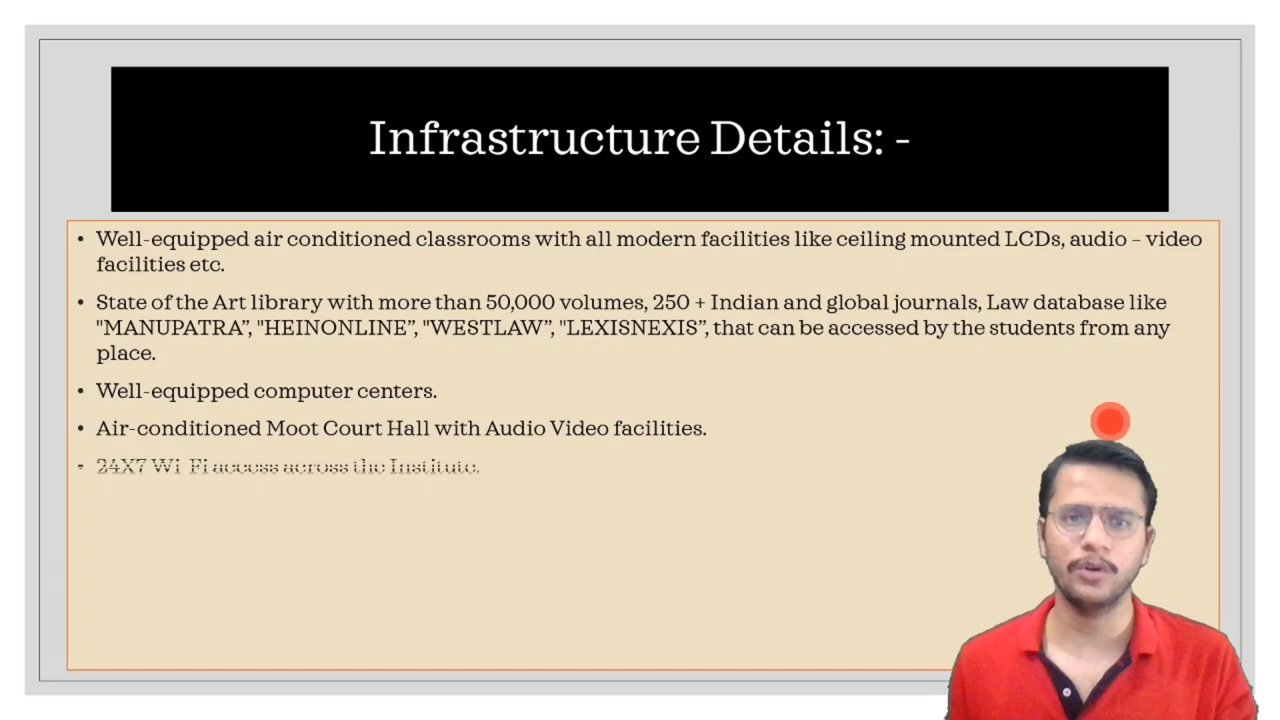 Infrastructure Details: -
• Well-equipped air conditioned classrooms with all modern facilities like ceiling mounted LCDs, audio – video
facilities etc.
• State of the Art library with more than 50,000 volumes, 250 + Indian and global journals, Law database like
"MANUPATRA”, "HEINONLINE”, "WESTLAW”, "LEXISNEXIS”, that can be accessed by the students from any
place.
• Well-equipped computer centers.
• Air-conditioned Moot Court Hall with Audio Video facilities.
• 24X7 Wi-Fi access across the Institute.